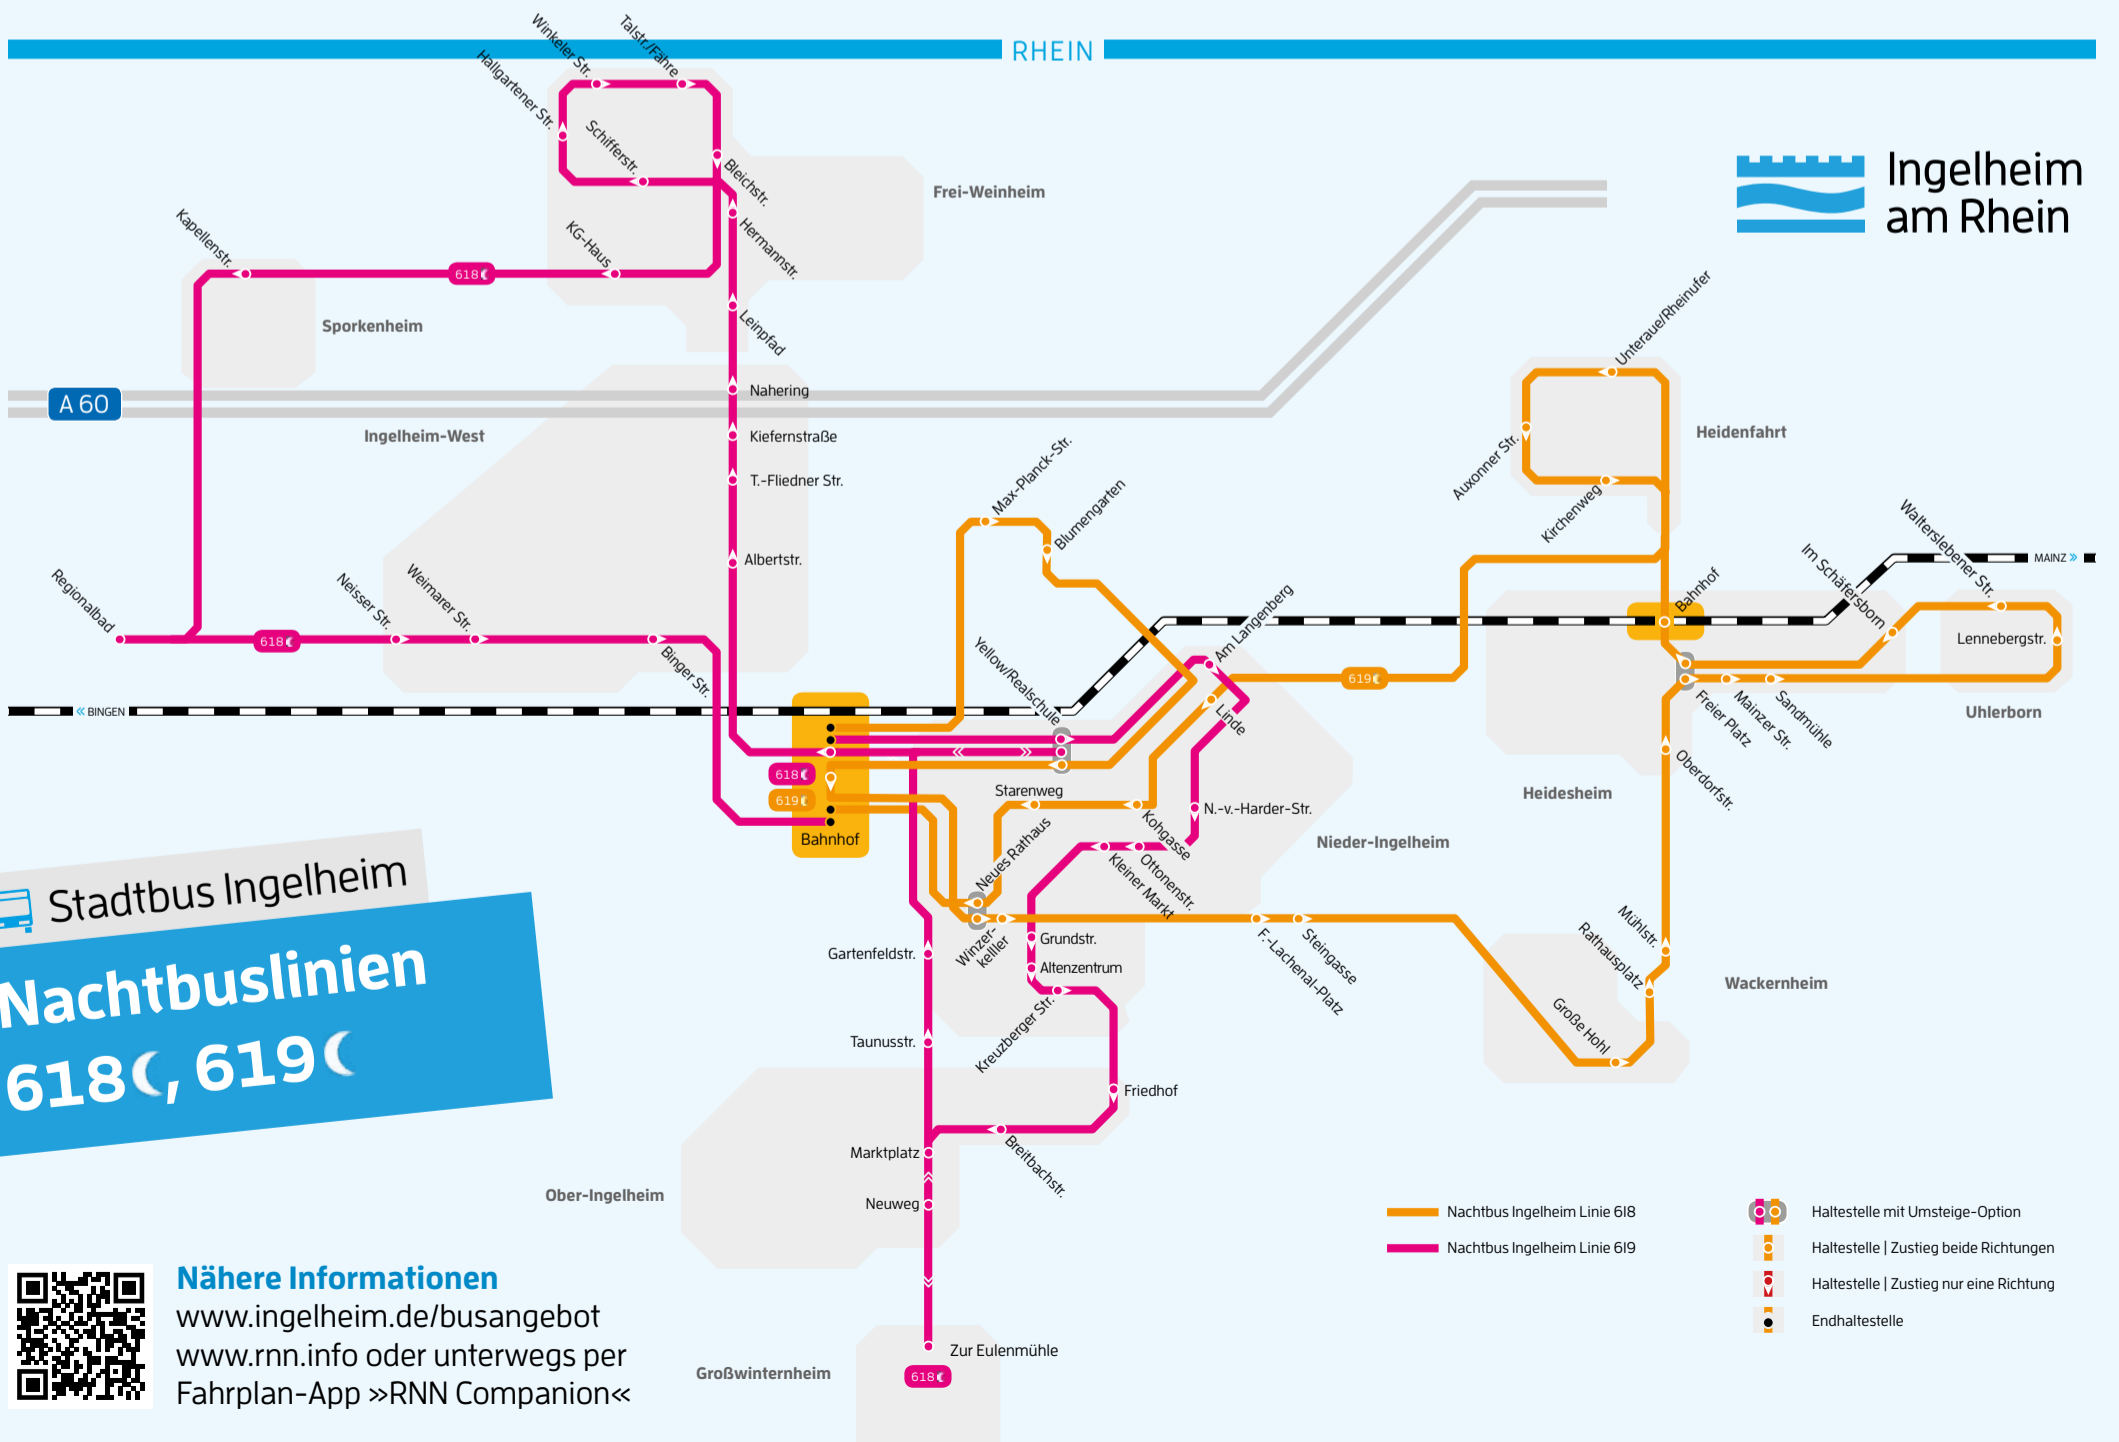 RHEIN
Winkeler Str.
Talstr./Fähre
Hallgartener Str.
Schifferstr.
Bleichstr.
Frei-Weinheim
Ingelheim
am Rhein
Kapellenstr.
618
KG-Haus
Hermannstr.
Leinpfad
Sporkenheim
Nahering
A 60
Ingelheim-West
Kiefernstraße
T.-Fliedner Str.
Albertstr.
Unteraue/Rheinufer
Heidenfahrt
Auxonner Str.
Kirchenweg
Max-Planck-Str.
Blumengarten
Regionalbad
618
Neisser Str.
Weimarer Str.
Binger Str.
Am Langenberg
Bahnhof
Im Schäfersborn
Walterslebener Str.
MAINZ »
Lennebergstr.
« BINGEN
Yellow/Realschule
Linde
619
Freier Platz
Mainzer Str.
Sandmühle
Uhlerborn
618
619
Bahnhof
Starenweg
Kohgasse
N.-v.-Harder-Str.
Oberdorfstr.
Heidesheim
Nieder-Ingelheim
Neues Rathaus
Kleiner Markt
Ottonenstr.
Stadtbus Ingelheim
Nachtbuslinien
618, 619
Gartenfeldstr.
Winzer-
kelller
Grundstr.
Altenzentrum
F.-Lachenal-Platz
Steingasse
Mühlstr.
Rathausplatz
Wackernheim
Große Hohl
Taunusstr.
Kreuzberger Str.
Friedhof
Marktplatz
Breitbachstr.
Ober-Ingelheim
Neuweg
Zur Eulenmühle
Großwinternheim
618
Nachtbus Ingelheim Linie 618
Nachtbus Ingelheim Linie 619
Haltestelle mit Umsteige-Option
Haltestelle | Zustieg beide Richtungen
Haltestelle | Zustieg nur eine Richtung
Endhaltestelle
Nähere Informationen
www.ingelheim.de/busangebot
www.rnn.info oder unterwegs per
Fahrplan-App »RNN Companion«